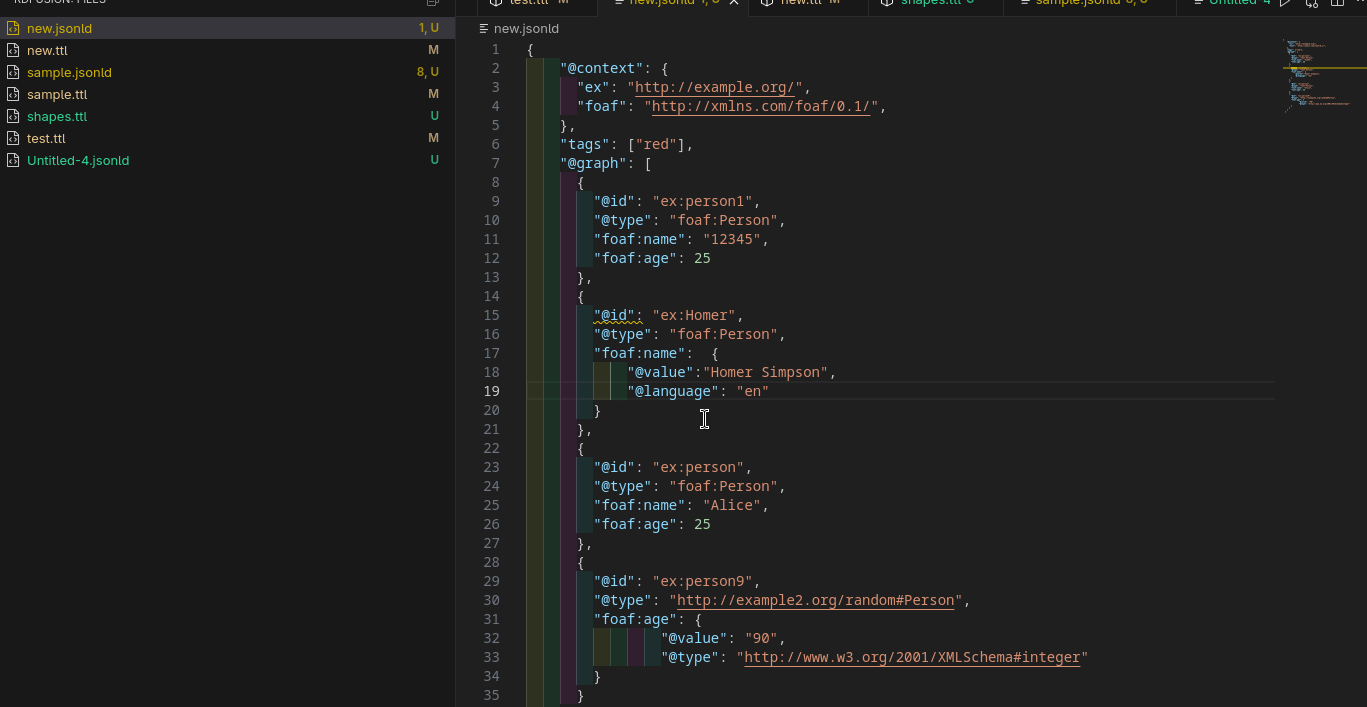 RDFUSION: FILES
new.jsonld 1, U
new.ttl M
sample.jsonld 8, U
sample.ttl M
shapes.ttl U
test.ttl M
Untitled-4.jsonld U
test.ttl M new.jsonld 1, U new.ttl M shapes.ttl U sample.jsonld 8, U Untitled-4
new.jsonld
1 {
2 "@context": {
3 "ex": "http://example.org/",
4 "foaf": "http://xmlns.com/foaf/0.1/",
5 },
6 "tags": ["red"],
7 "@graph": [
8 {
9 "@id": "ex:person1",
10 "@type": "foaf:Person",
11 "foaf:name": "12345",
12 "foaf:age": 25
13 },
14 {
15 "@id": "ex:Homer",
16 "@type": "foaf:Person",
17 "foaf:name":  {
18 "@value":"Homer Simpson",
19 "@language": "en"
20 }
21 },
22 {
23 "@id": "ex:person",
24 "@type": "foaf:Person",
25 "foaf:name": "Alice",
26 "foaf:age": 25
27 },
28 {
29 "@id": "ex:person9",
30 "@type": "http://example2.org/random#Person",
31 "foaf:age": {
32 "@value": "90",
33 "@type": "http://www.w3.org/2001/XMLSchema#integer"
34 }
35 }